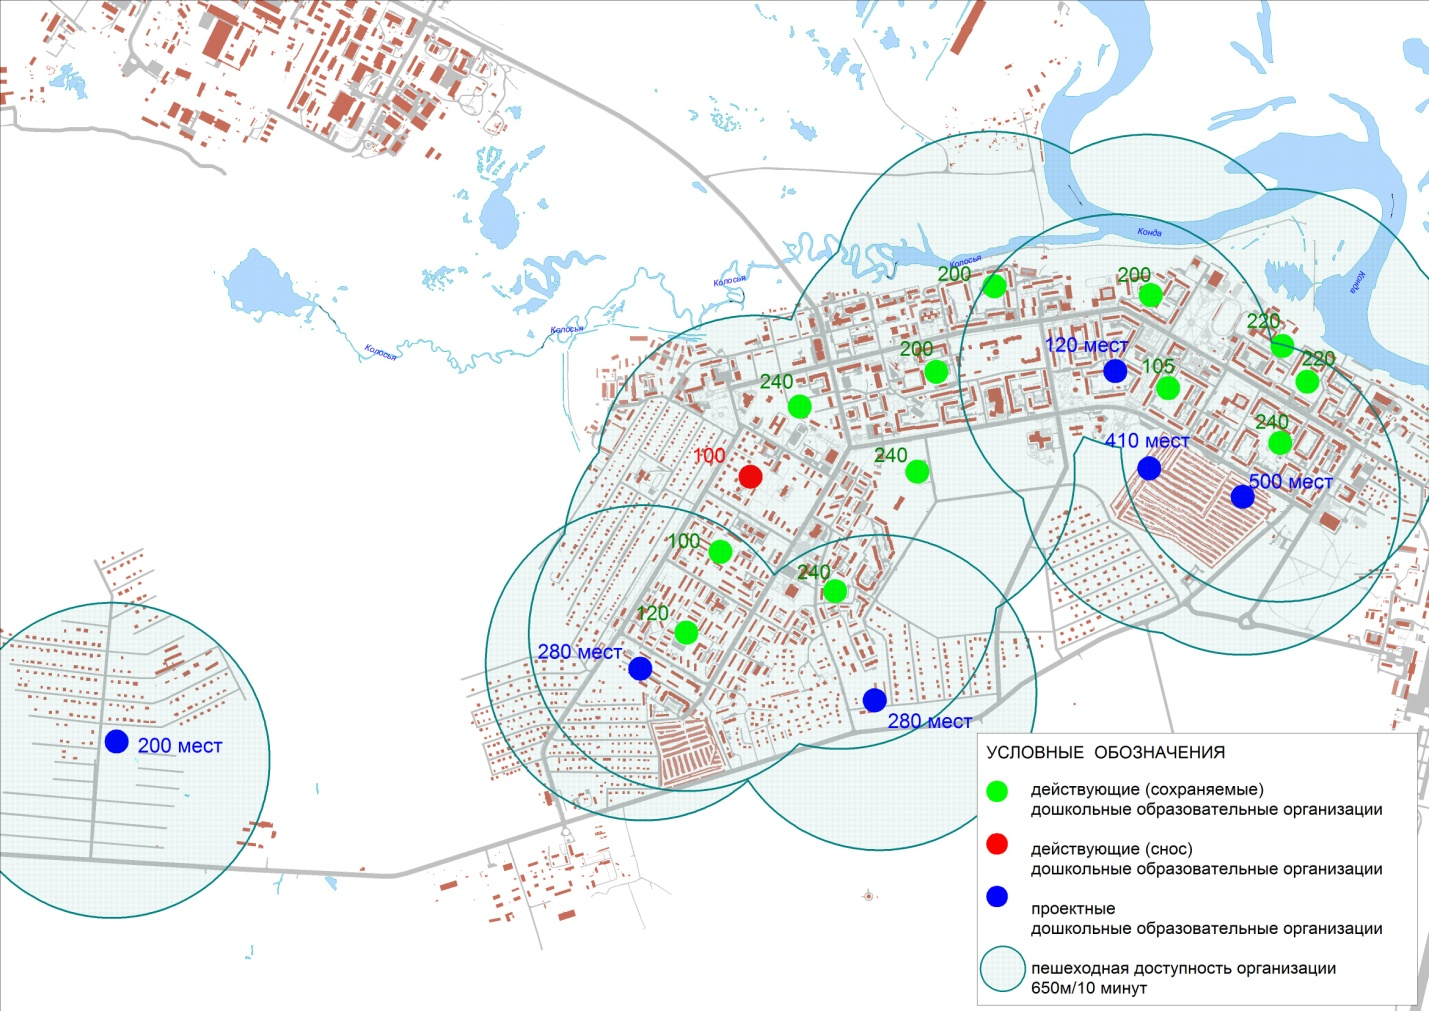 Конда
Колосья
200
200
Колосья
Конда
220
Колосья
120 мест
200
220
Колосья
105
240
240
410 мест
100
240
500 мест
100
240
120
280 мест
280 мест
200 мест
УСЛОВНЫЕ ОБОЗНАЧЕНИЯ
действующие (сохраняемые)
дошкольные образовательные организации
действующие (снос)
дошкольные образовательные организации
проектные
дошкольные образовательные организации
пешеходная доступность организации
650м/10 минут